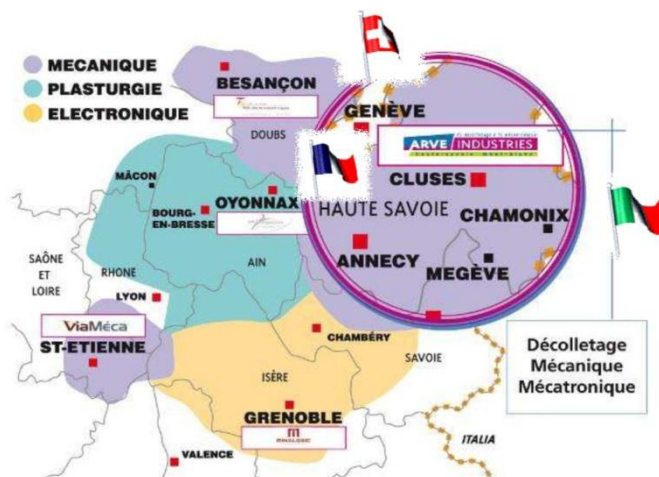 MECANIQUE
PLASTURGIE
ELECTRONIQUE
BESANÇON
DOUBS
GENÈVE
ARVE INDUSTRIES
CLUSES
HAUTE SAVOIE
CHAMONIX
ANNECY
MEGÈVE
MÂCON
OYONNAX
BOURG-
EN-BRESSE
SAÔNE
ET
LOIRE
RHONE
AIN
LYON
ViaMéca
ST-ETIENNE
CHAMBÉRY
SAVOIE
ISÈRE
GRENOBLE
VALENCE
ITALIA
Décolletage
Mécanique
Mécatronique